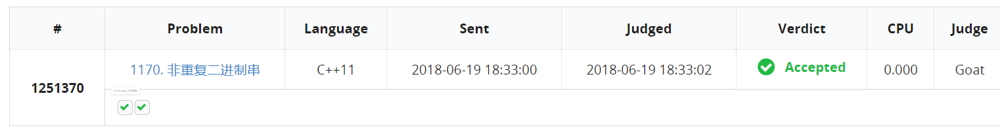 # Problem Language Sent Judged Verdict CPU Judge
1251370 1170. 非重复二进制串 C++11 2018-06-19 18:33:00 2018-06-19 18:33:02 Accepted 0.000 Goat